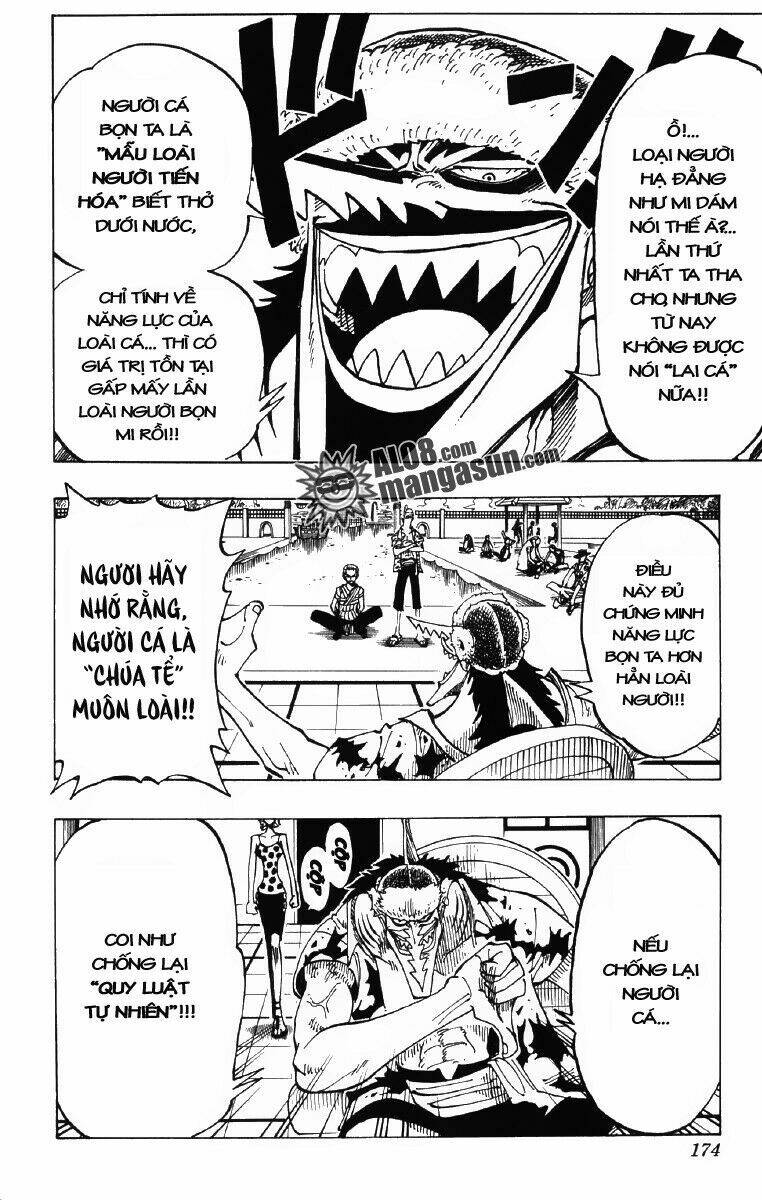 Ồ!...
LOẠI NGƯỜI
HẠ ĐẲNG
NHƯ MI DÁM
NÓI THẾ À?...
LẦN THỨ
NHẤT TA THA
CHO, NHƯNG
TỪ NAY
KHÔNG ĐƯỢC
NÓI "LAI CÁ"
NỮA!!
NGƯỜI CÁ
BỌN TA LÀ
"MẪU LOÀI
NGƯỜI TIẾN
HÓA" BIẾT THỞ
DƯỚI NƯỚC,
CHỈ TÍNH VỀ
NĂNG LỰC CỦA
LOÀI CÁ... THÌ CÓ
GIÁ TRỊ TỒN TẠI
GẤP MẤY LẦN
LOÀI NGƯỜI BỌN
MI RỒI!!
ALO8.com
mangasun.com
ĐIỀU
NÀY ĐỦ
CHỨNG MINH
NĂNG LỰC
BỌN TA HƠN
HẲN LOÀI
NGƯỜI!!
NGƯƠI HÃY
NHỚ RẰNG,
NGƯỜI CÁ LÀ
"CHÚA TỂ"
MUÔN LOÀI!!
NẾU
CHỐNG LẠI
NGƯỜI
CÁ...
CỘP
CỘP
COI NHƯ
CHỐNG LẠI
"QUY LUẬT
TỰ NHIÊN"!!!
174